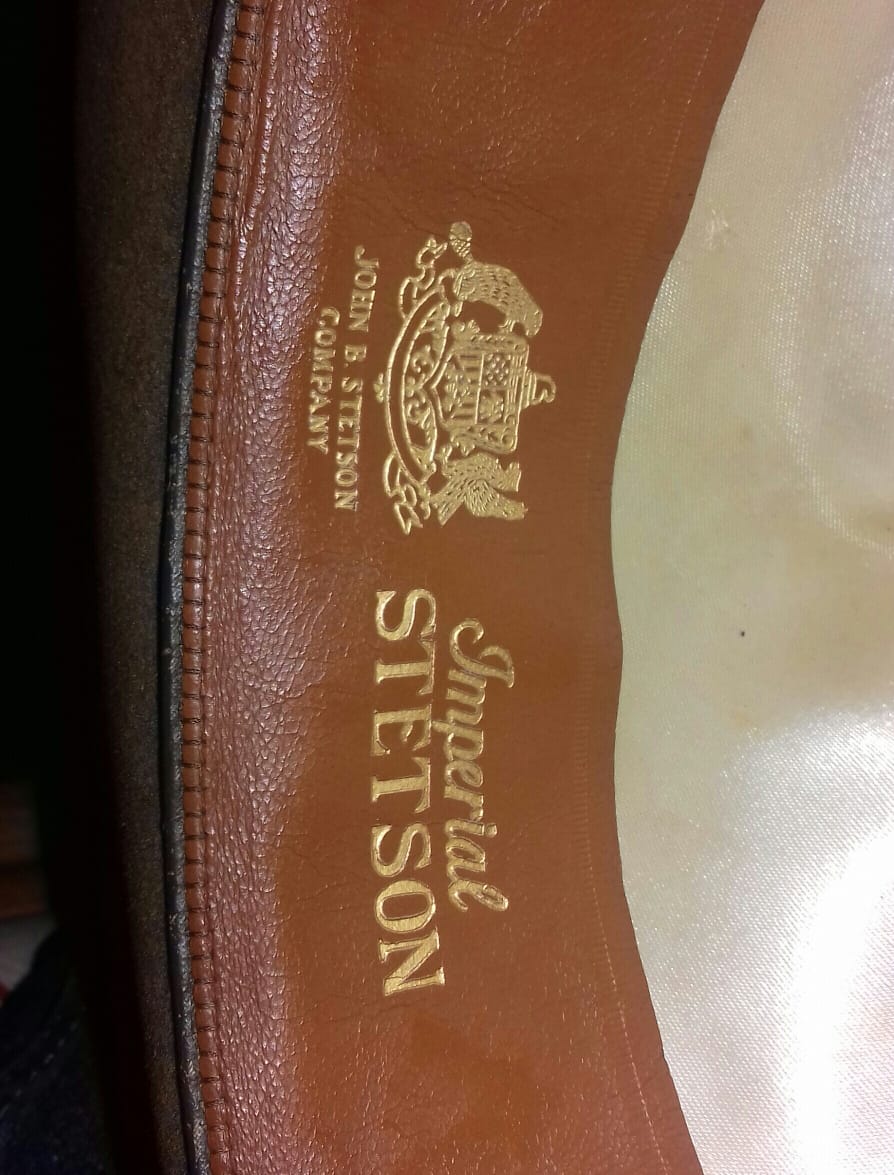 JOHN B. STETSON
COMPANY
Imperial
STETSON